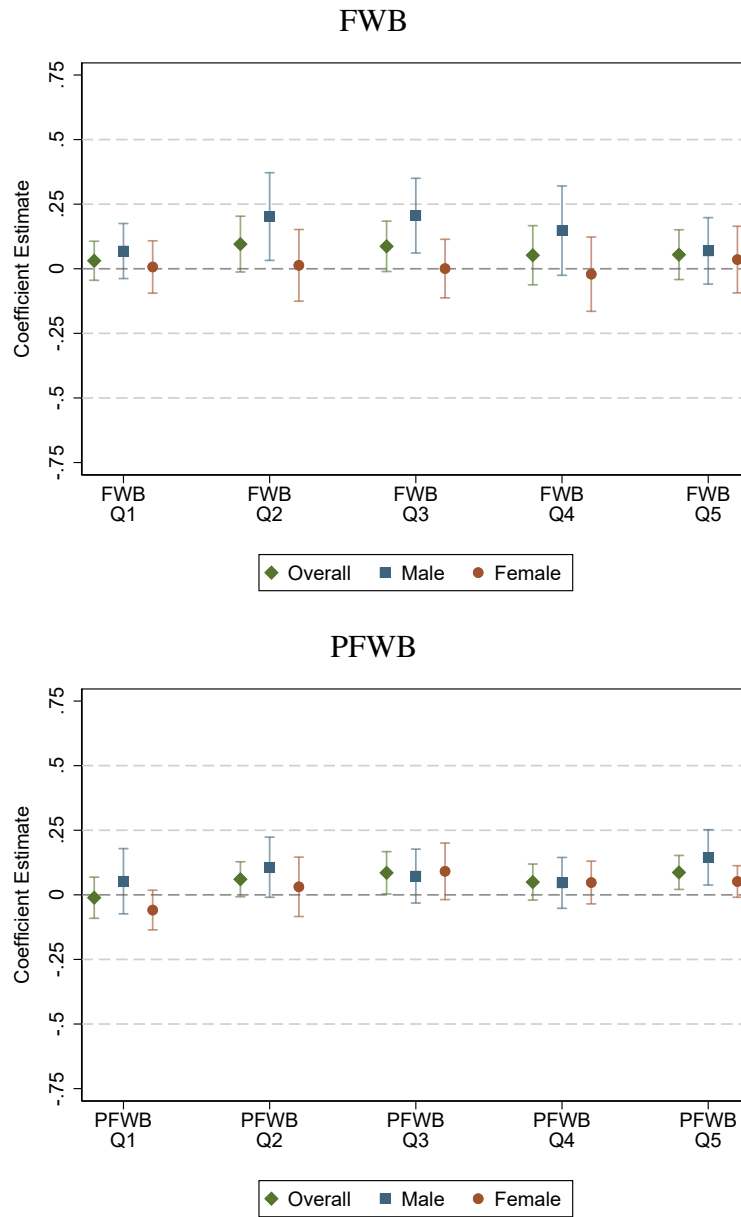 FWB
Coefficient Estimate
.75
.5
.25
0
-.25
-.5
-.75
FWB FWB FWB FWB FWB
Q1 Q2 Q3 Q4 Q5
Overall Male Female
PFWB
Coefficient Estimate
.75
.5
.25
0
-.25
-.5
-.75
PFWB PFWB PFWB PFWB PFWB
Q1 Q2 Q3 Q4 Q5
Overall Male Female